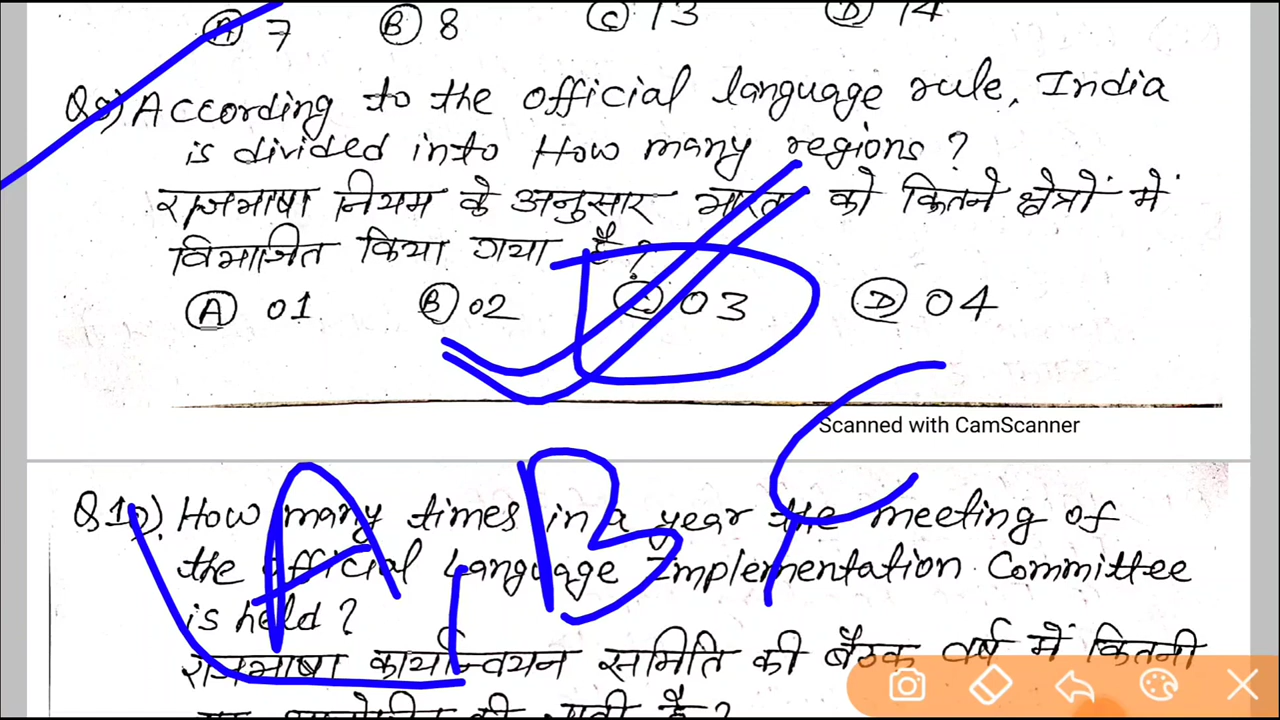 Ⓐ 7 Ⓑ 8 Ⓒ 13 Ⓓ 14
Q9) According to the official language rule, India
is divided into How many regions ?
राजभाषा नियम के अनुसार भारत को कितने क्षेत्रों में
विभाजित किया गया है ?
Ⓐ 01 Ⓑ 02 Ⓒ 03 Ⓓ 04
Scanned with CamScanner
A, B, C
Q10). How many times in a year the meeting of
the official Language Implementation Committee
is held ?
राजभाषा कार्यान्वयन समिति की बैठक वर्ष में कितनी
की जाती है ?